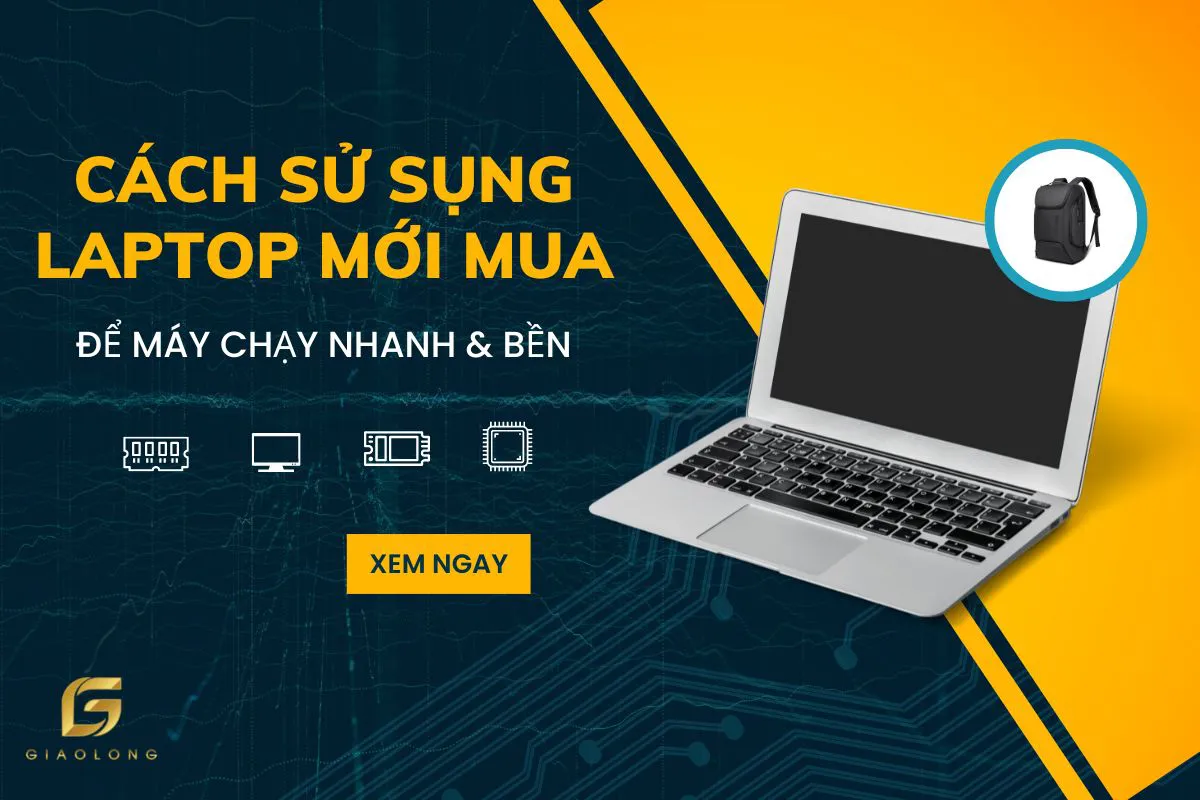 CÁCH SỬ SỤNG
LAPTOP MỚI MUA
ĐỂ MÁY CHẠY NHANH & BỀN
XEM NGAY
GIAOLONG